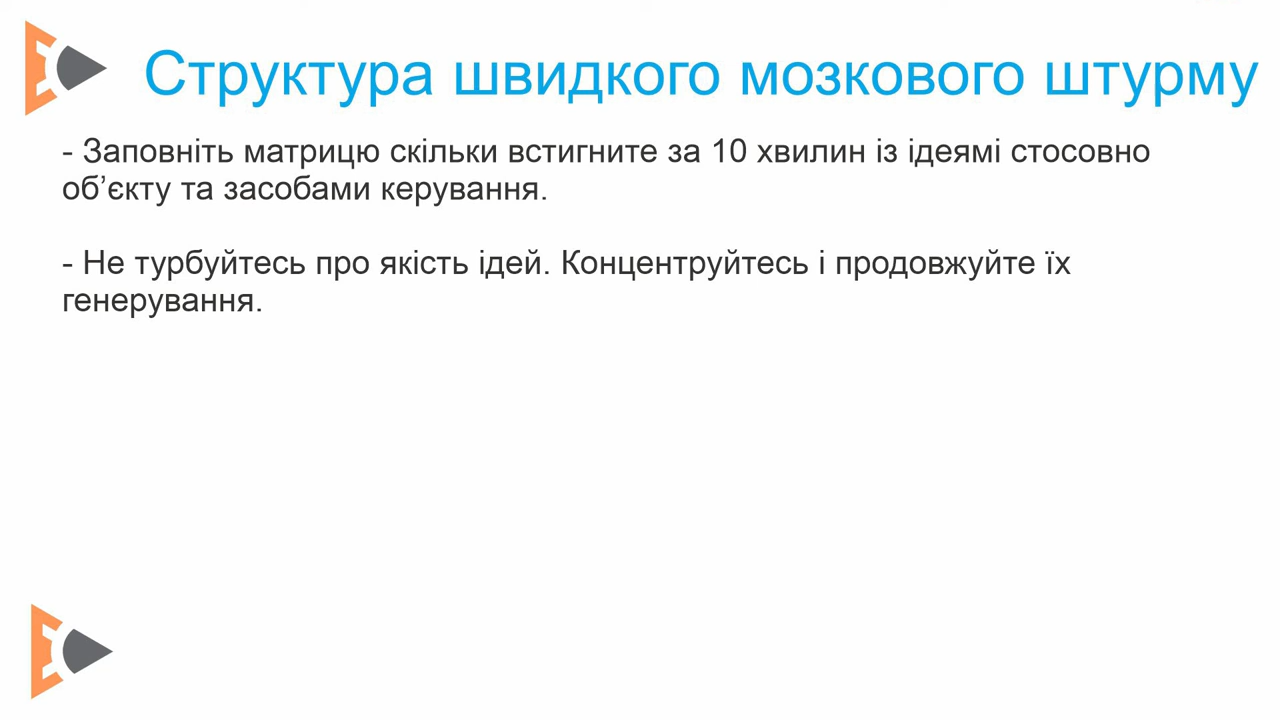 Структура швидкого мозкового штурму
- Заповніть матрицю скільки встигните за 10 хвилин із ідеямі стосовно
об’єкту та засобами керування.
- Не турбуйтесь про якість ідей. Концентруйтесь і продовжуйте їх
генерування.